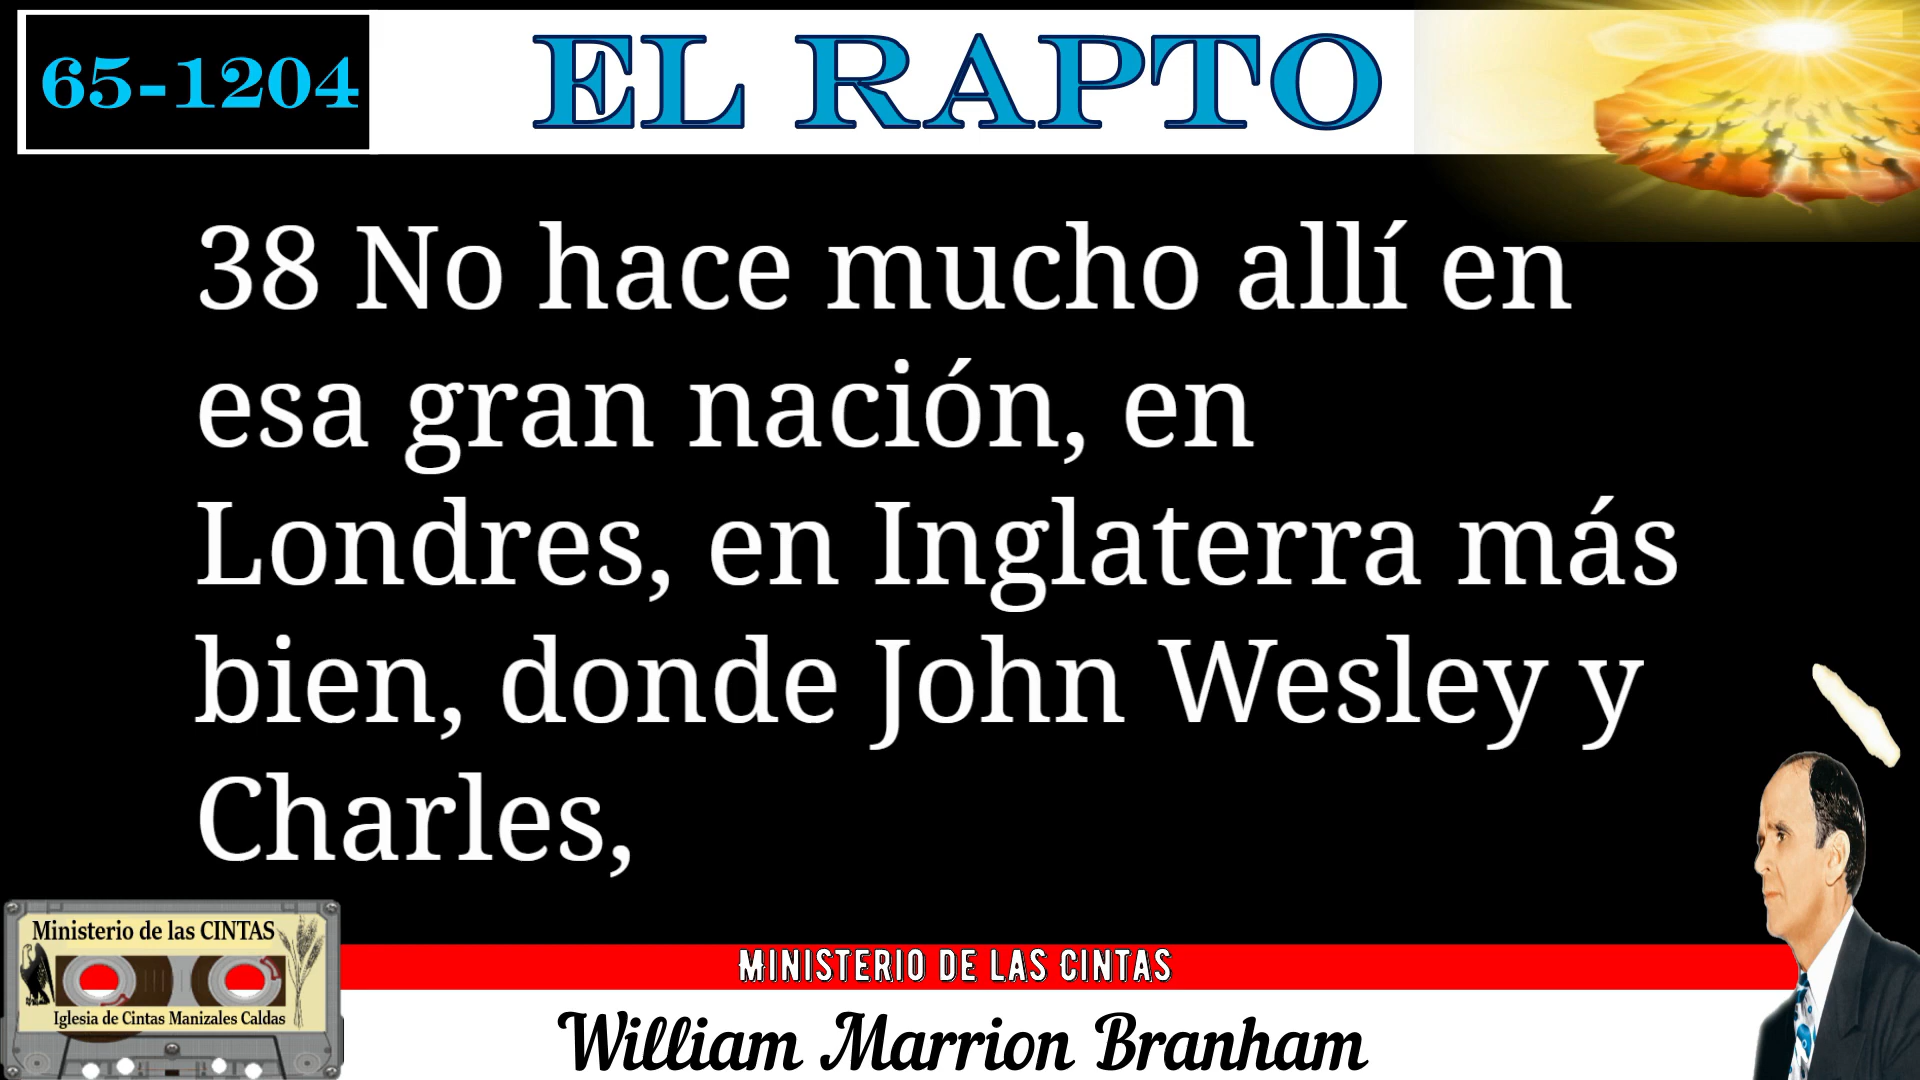 65-1204
EL RAPTO
38 No hace mucho allí en
esa gran nación, en
Londres, en Inglaterra más
bien, donde John Wesley y
Charles,
Ministerio de las CINTAS
Iglesia de Cintas Manizales Caldas
MINISTERIO DE LAS CINTAS
William Marrion Branham